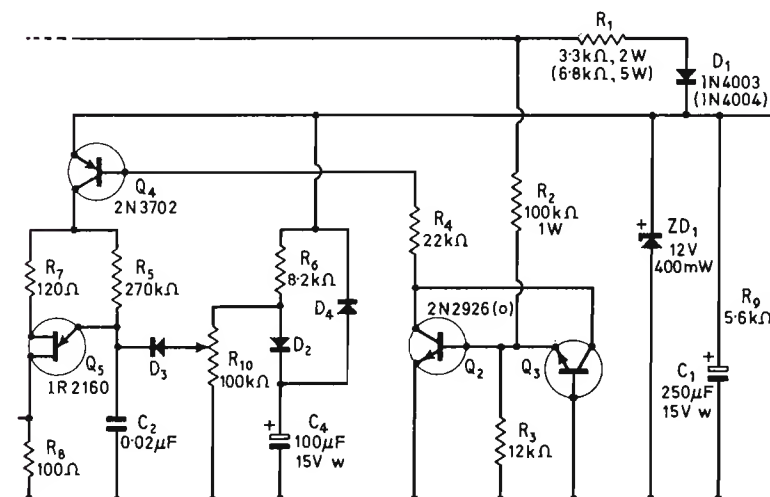 R1
3.3kΩ, 2W
(6.8kΩ, 5W)
D1
1N4003
(1N4004)
Q4
2N3702
R2
100kΩ
1W
R4
22kΩ
ZD1
12V
400mW
+
R7
120Ω
R5
270kΩ
R6
8.2kΩ
D4
2N2926(o)
R9
5.6kΩ
Q5
1R2160
D3
R10
100kΩ
D2
Q2
Q3
+
C1
250μF
15V w
C2
0.02μF
+
C4
100μF
15V w
R3
12kΩ
R8
100Ω